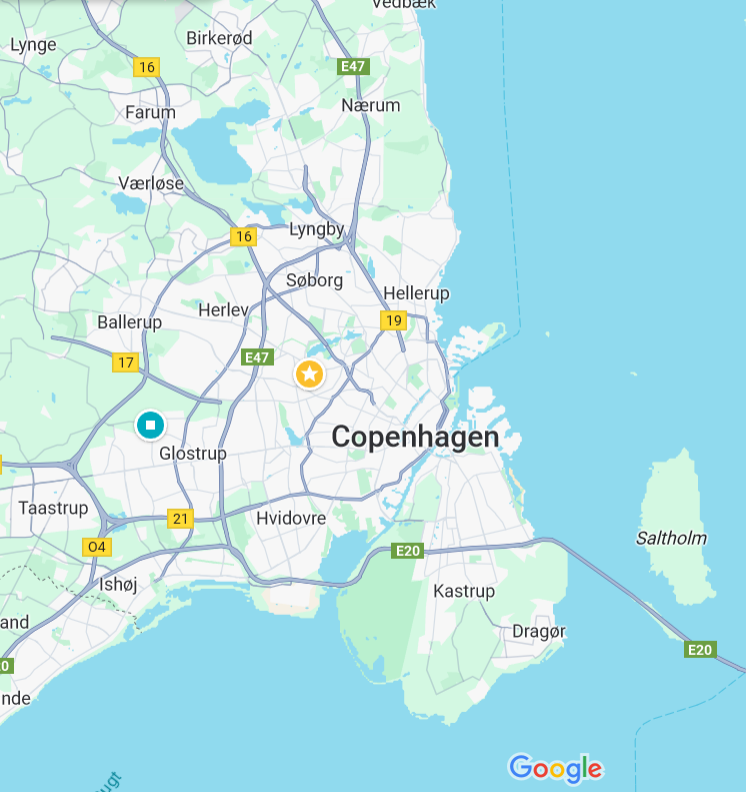 Vedbæk
Lynge
Birkerød
16
E47
Farum
Nærum
Værløse
16
Lyngby
Søborg
Hellerup
Herlev
Ballerup
19
17
E47
Copenhagen
Glostrup
Taastrup
21
Hvidovre
Saltholm
O4
E20
Ishøj
Kastrup
and
Dragør
E20
20
nde
Google
ugt